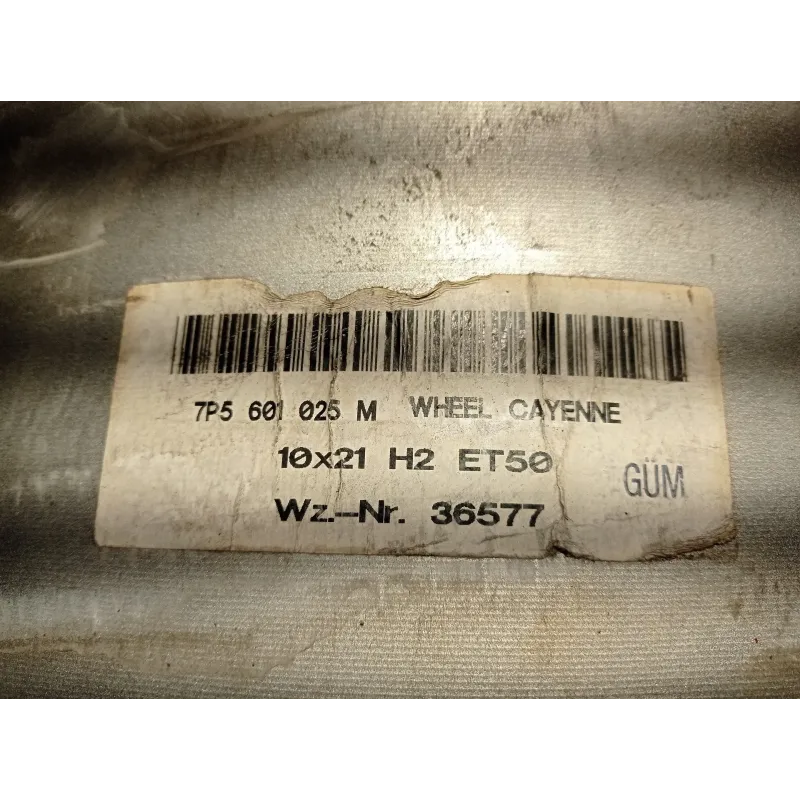 7P5 601 025 M WHEEL CAYENNE
10x21 H2 ET50
GÜM
Wz.-Nr. 36577